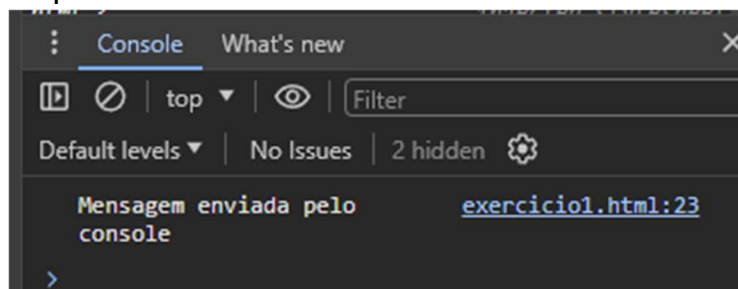 Console What's new
top Filter
Default levels No Issues 2 hidden
Mensagem enviada pelo exercicio1.html:23
console